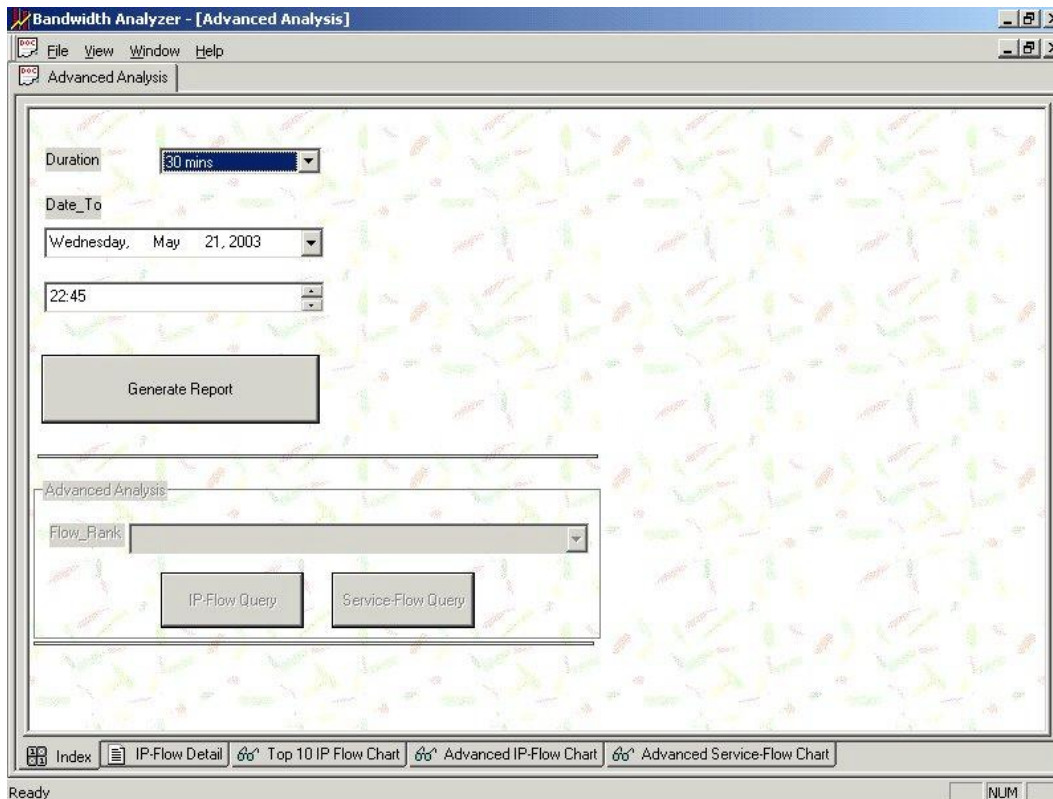 Bandwidth Analyzer - [Advanced Analysis]
File View Window Help
Advanced Analysis
Duration 30 mins
Date_To
Wednesday, May 21, 2003
22:45
Generate Report
Advanced Analysis
Flow_Rank
IP-Flow Query Service-Flow Query
Index IP-Flow Detail Top 10 IP Flow Chart Advanced IP-Flow Chart Advanced Service-Flow Chart
Ready NUM